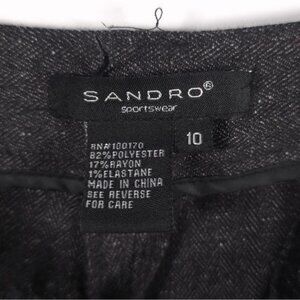 SANDRO®
Sportswear
10
RN#100170
82%POLYESTER
17%RAYON
1%ELASTANE
MADE IN CHINA
SEE REVERSE
FOR CARE